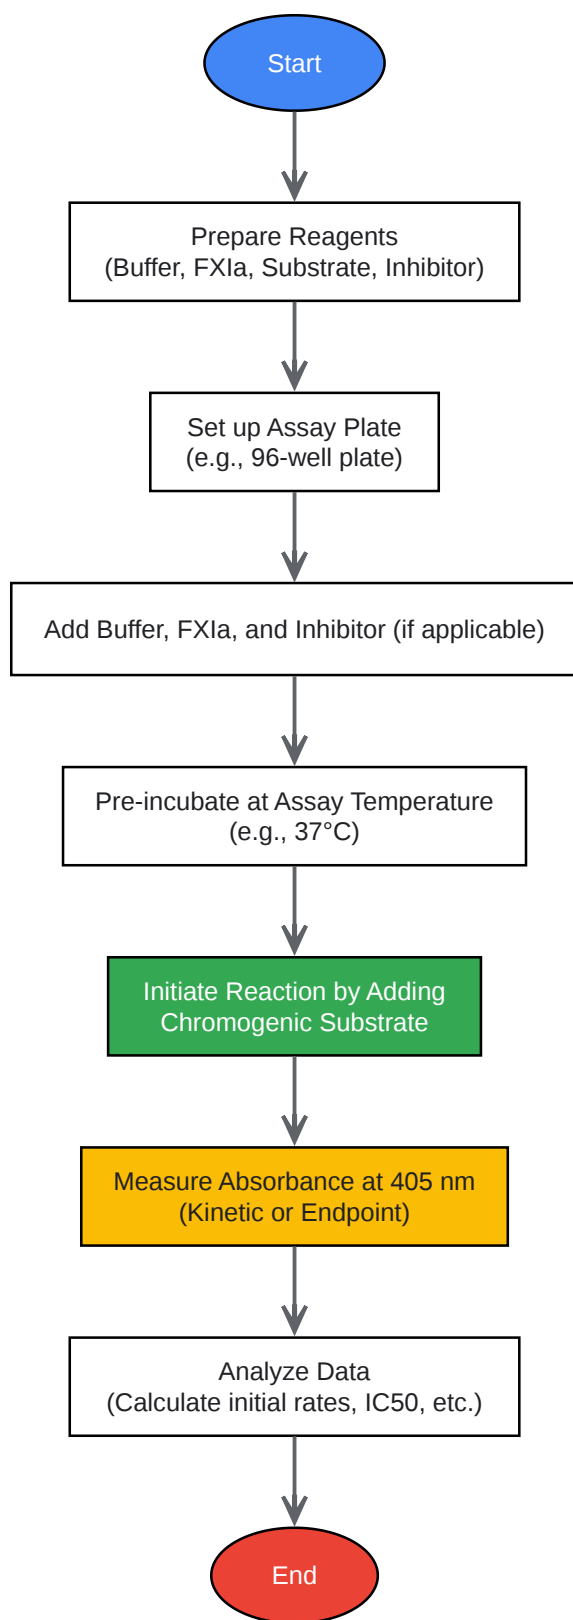 Start
Prepare Reagents
(Buffer, FXIa, Substrate, Inhibitor)
Set up Assay Plate
(e.g., 96-well plate)
Add Buffer, FXIa, and Inhibitor (if applicable)
Pre-incubate at Assay Temperature
(e.g., 37°C)
Initiate Reaction by Adding
Chromogenic Substrate
Measure Absorbance at 405 nm
(Kinetic or Endpoint)
Analyze Data
(Calculate initial rates, IC50, etc.)
End